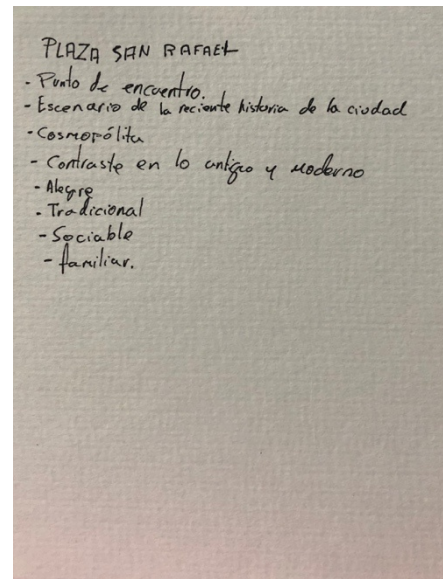 PLAZA SAN RAFAEL
- Punto de encuentro.
- Escenario de la reciente historia de la ciudad
- Cosmopólita
- Contraste en lo antiguo y moderno
- Alegre
- Tradicional
- Sociable
- familiar.